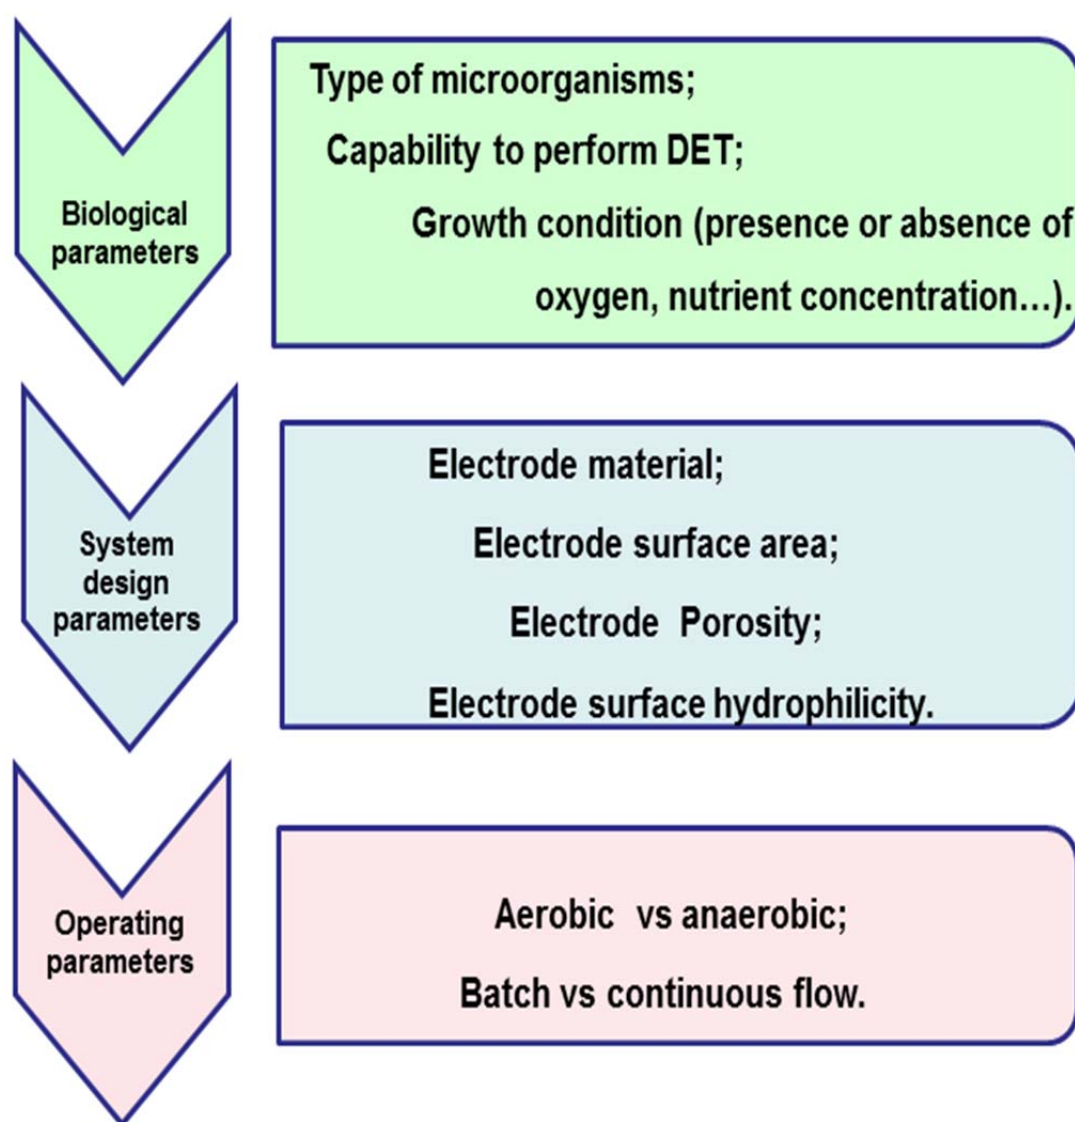 Biological
parameters
Type of microorganisms;
Capability to perform DET;
Growth condition (presence or absence of
oxygen, nutrient concentration...).
System
design
parameters
Electrode material;
Electrode surface area;
Electrode Porosity;
Electrode surface hydrophilicity.
Operating
parameters
Aerobic vs anaerobic;
Batch vs continuous flow.